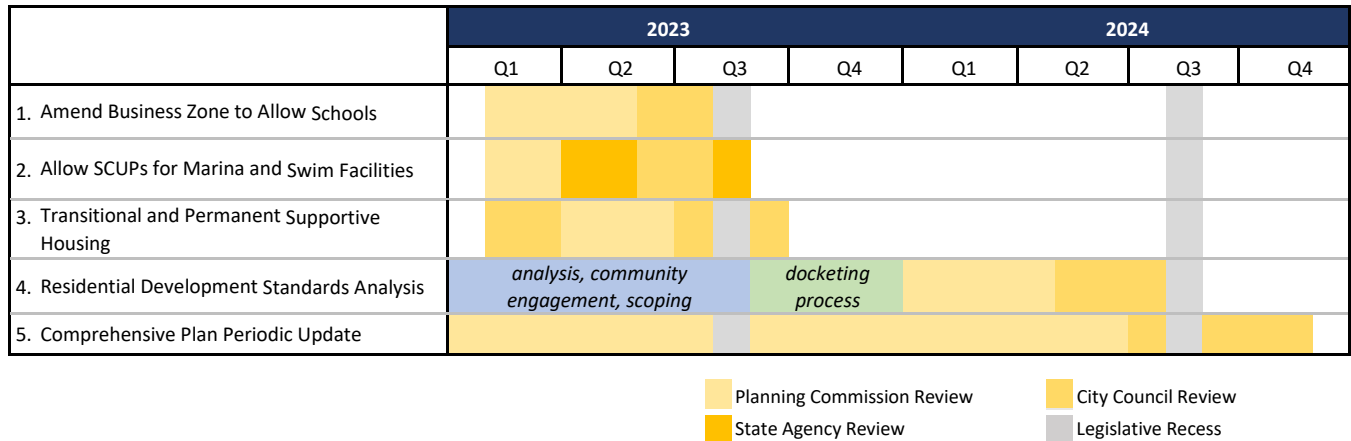 2023 2024
Q1 Q2 Q3 Q4 Q1 Q2 Q3 Q4
1. Amend Business Zone to Allow Schools
2. Allow SCUPs for Marina and Swim Facilities
3. Transitional and Permanent Supportive
Housing
4. Residential Development Standards Analysis
analysis, community
engagement, scoping
docketing
process
5. Comprehensive Plan Periodic Update
Planning Commission Review
City Council Review
State Agency Review
Legislative Recess